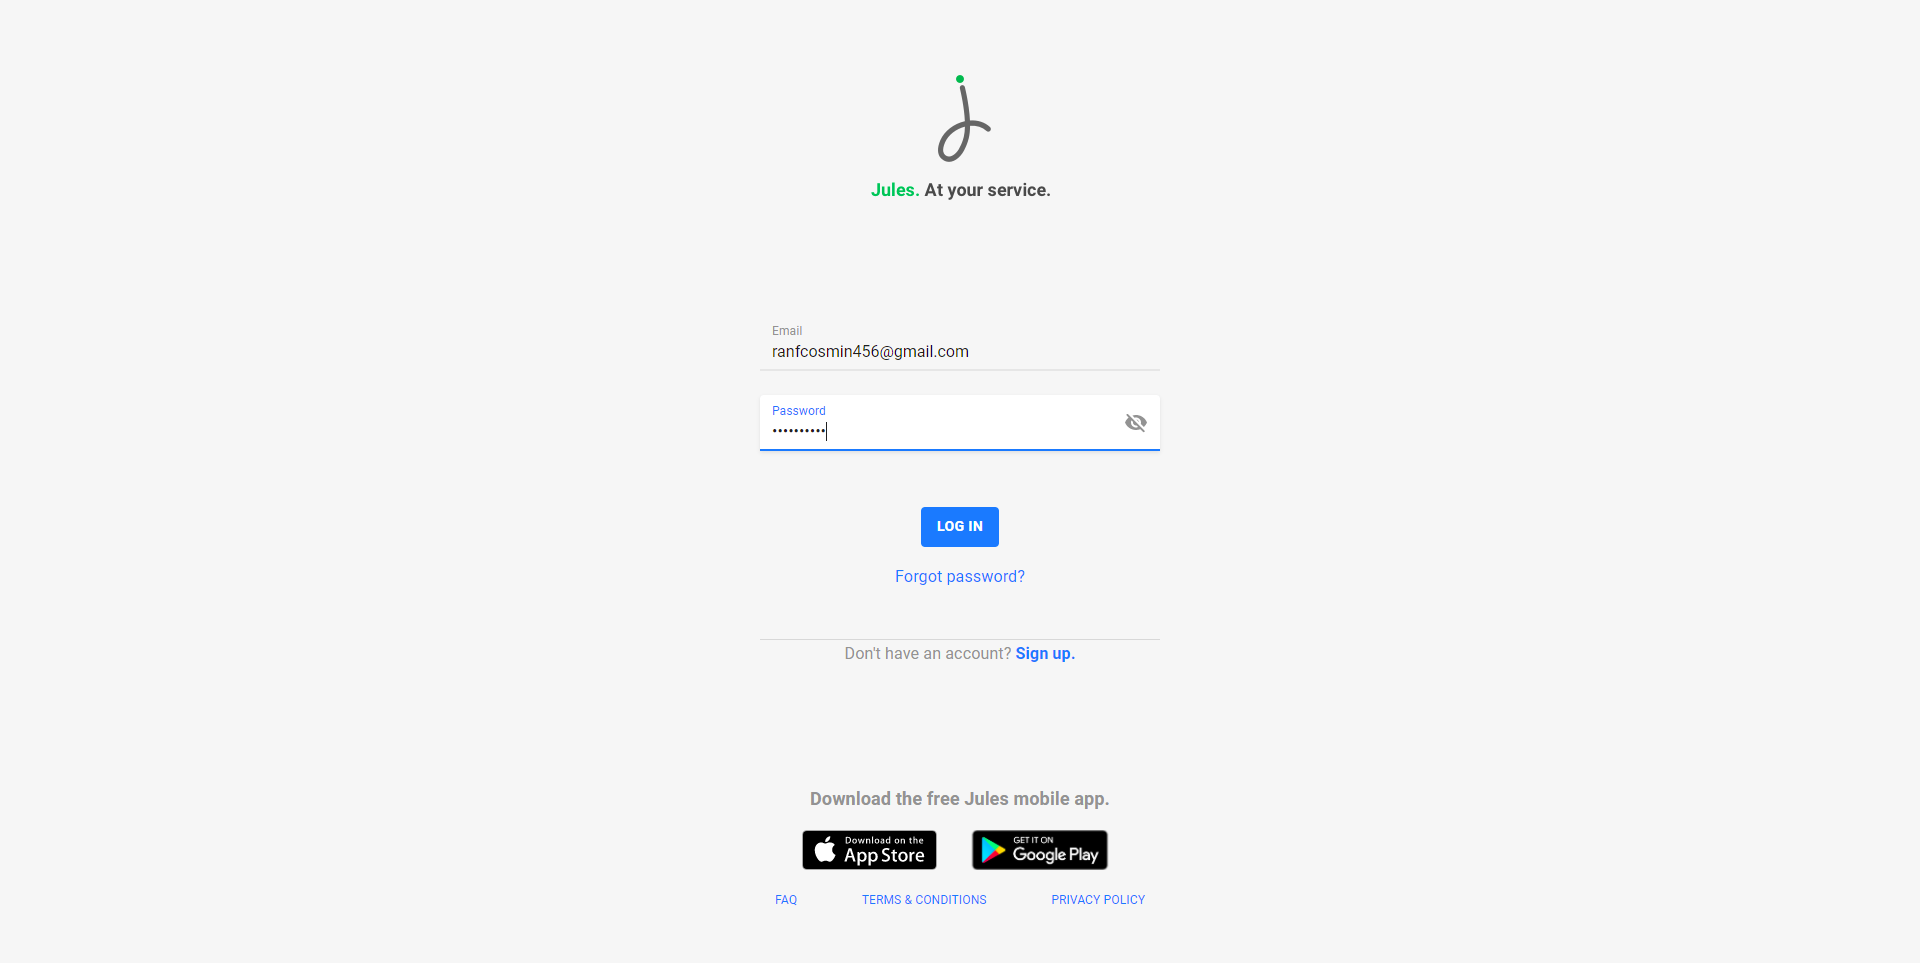 Jules. At your service.
Email
ranfcosmin456@gmail.com
Password
••••••••••
LOG IN
Forgot password?
Don't have an account? Sign up.
Download the free Jules mobile app.
Download on the
App Store
GET IT ON
Google Play
FAQ
TERMS & CONDITIONS
PRIVACY POLICY